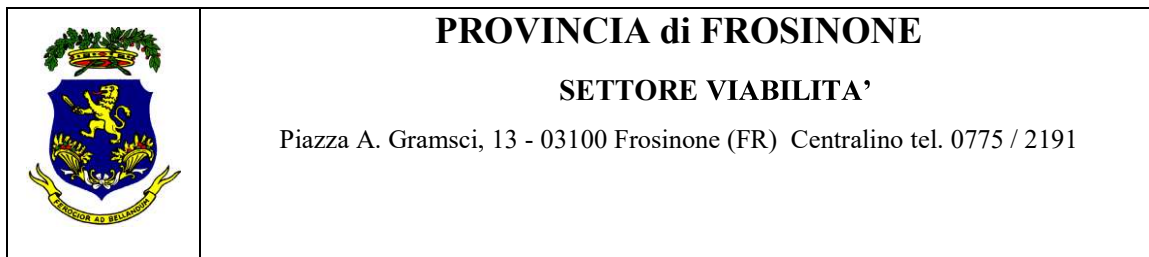 PROVINCIA di FROSINONE
SETTORE VIABILITA’
Piazza A. Gramsci, 13 - 03100 Frosinone (FR) Centralino tel. 0775 / 2191
FEROCIOR AD BELLANDUM